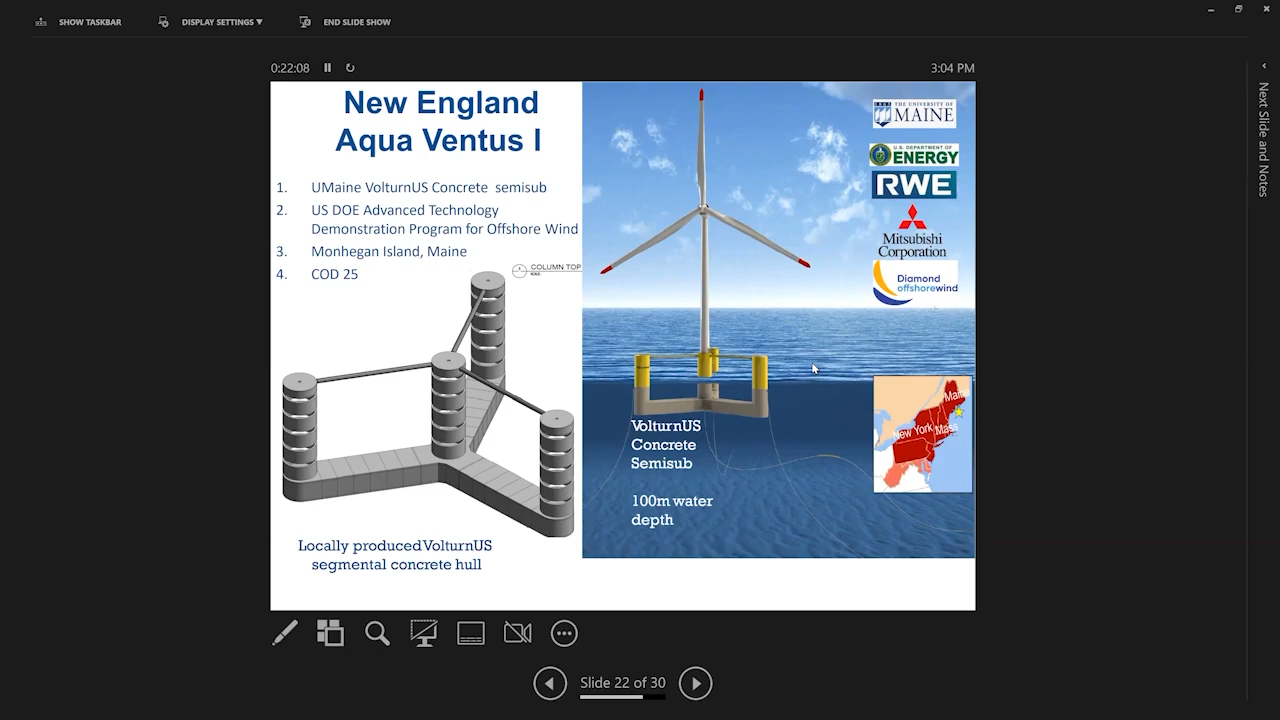 SHOW TASKBAR
DISPLAY SETTINGS ▼
END SLIDE SHOW
0:22:08
3:04 PM
Next Slide and Notes
New England
Aqua Ventus I
1. UMaine VolturnUS Concrete semisub
2. US DOE Advanced Technology
Demonstration Program for Offshore Wind
3. Monhegan Island, Maine
4. COD 25
COLUMN TOP
Locally produced VolturnUS
segmental concrete hull
THE UNIVERSITY OF
MAINE
U.S. DEPARTMENT OF
ENERGY
RWE
Mitsubishi
Corporation
Diamond
offshorewind
VolturnUS
Concrete
Semisub
100m water
depth
Maine
New York
Mass
Slide 22 of 30